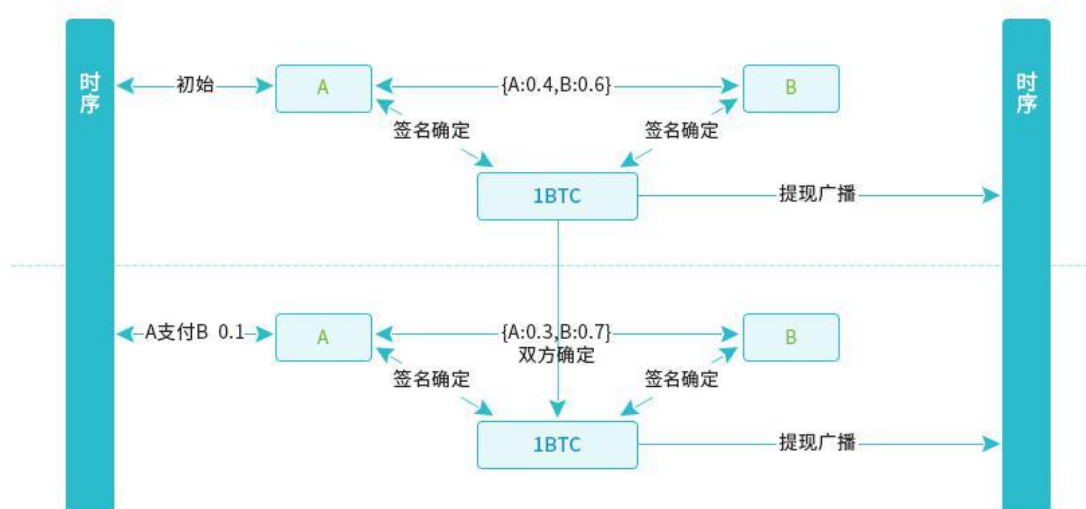 时序
时序
初始
A
{A:0.4,B:0.6}
B
签名确定
签名确定
1BTC
提现广播
A支付B 0.1
A
{A:0.3,B:0.7}
双方确定
B
签名确定
签名确定
1BTC
提现广播